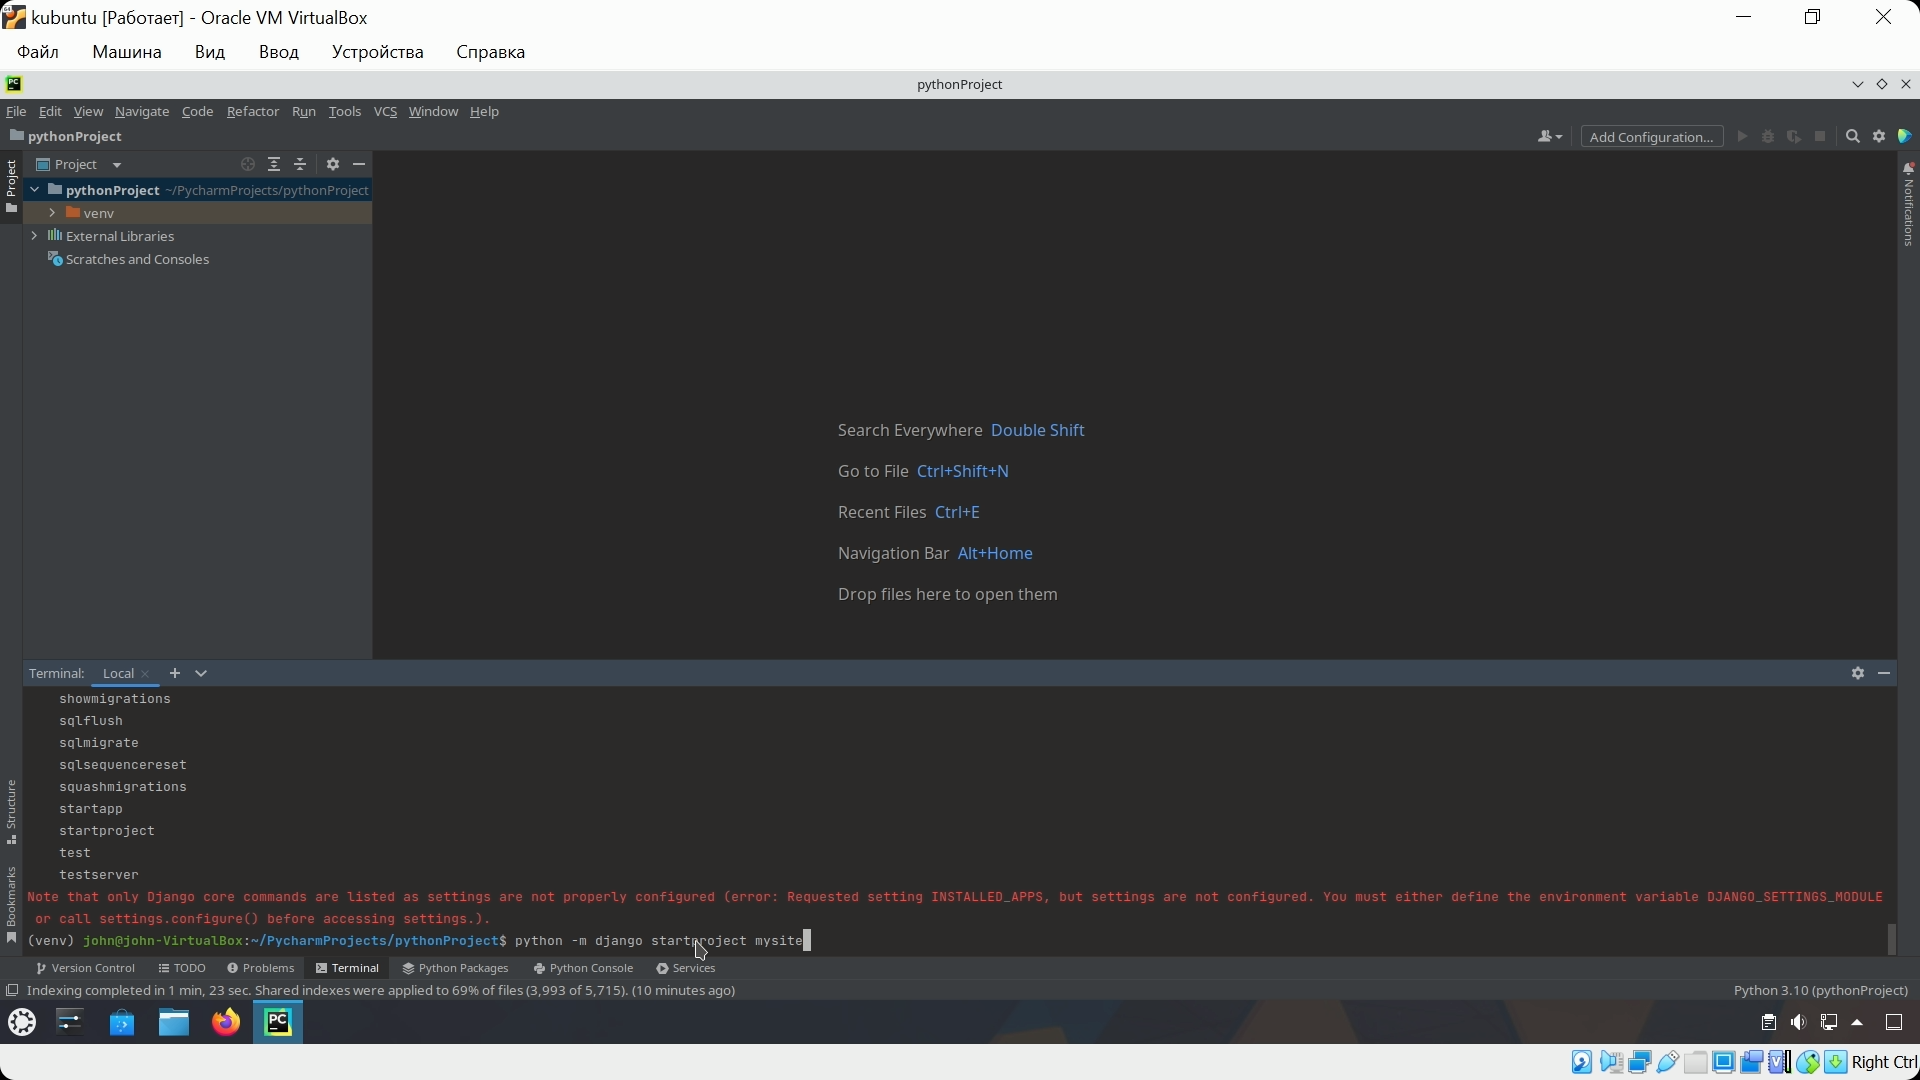 kubuntu [Работает] - Oracle VM VirtualBox
Файл Машина Вид Ввод Устройства Справка
PC pythonProject
File Edit View Navigate Code Refactor Run Tools VCS Window Help
pythonProject Add Configuration...
Project Project
pythonProject ~/PycharmProjects/pythonProject
venv
External Libraries
Scratches and Consoles
Notifications
Search Everywhere Double Shift
Go to File Ctrl+Shift+N
Recent Files Ctrl+E
Navigation Bar Alt+Home
Drop files here to open them
Terminal: Local
showmigrations
sqlflush
sqlmigrate
sqlsequencereset
squashmigrations
startapp
startproject
test
testserver
Structure
Bookmarks
Note that only Django core commands are listed as settings are not properly configured (error: Requested setting INSTALLED_APPS, but settings are not configured. You must either define the environment variable DJANGO_SETTINGS_MODULE
or call settings.configure() before accessing settings.).
(venv) john@john-VirtualBox:~/PycharmProjects/pythonProject$ python -m django startproject mysite
Version Control TODO Problems Terminal Python Packages Python Console Services
Indexing completed in 1 min, 23 sec. Shared indexes were applied to 69% of files (3,993 of 5,715). (10 minutes ago) Python 3.10 (pythonProject)
PC
Right Ctrl